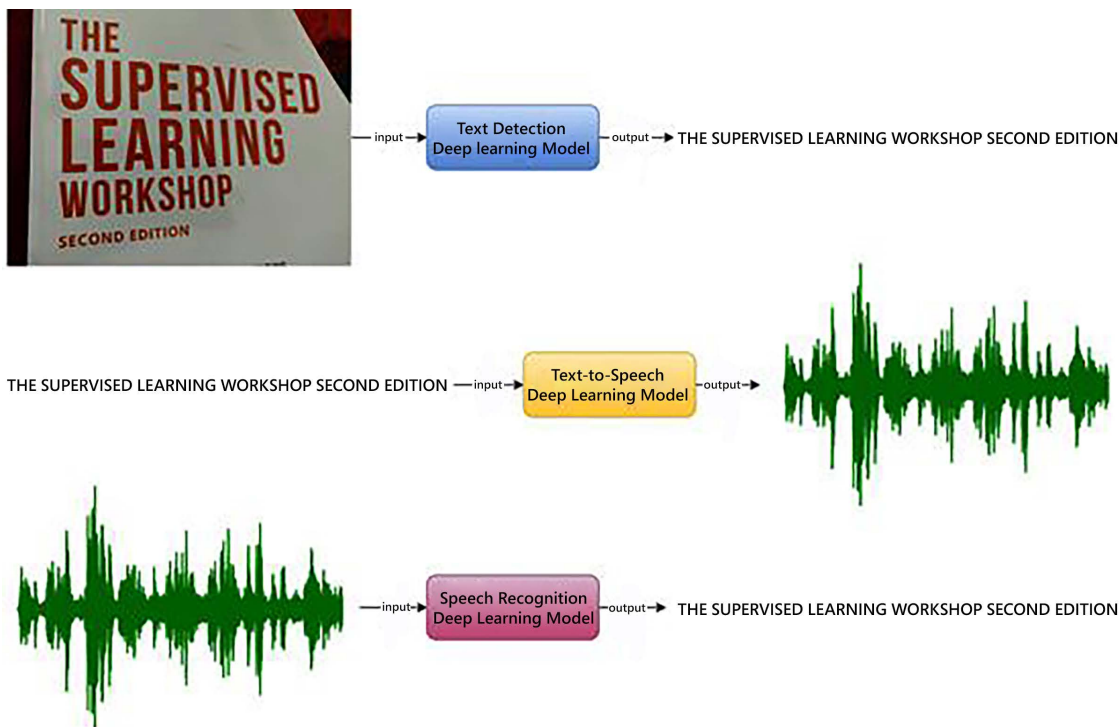 THE
SUPERVISED
LEARNING
WORKSHOP
SECOND EDITION
input
Text Detection
Deep learning Model
output
THE SUPERVISED LEARNING WORKSHOP SECOND EDITION
THE SUPERVISED LEARNING WORKSHOP SECOND EDITION
input
Text-to-Speech
Deep Learning Model
output
input
Speech Recognition
Deep Learning Model
output
THE SUPERVISED LEARNING WORKSHOP SECOND EDITION